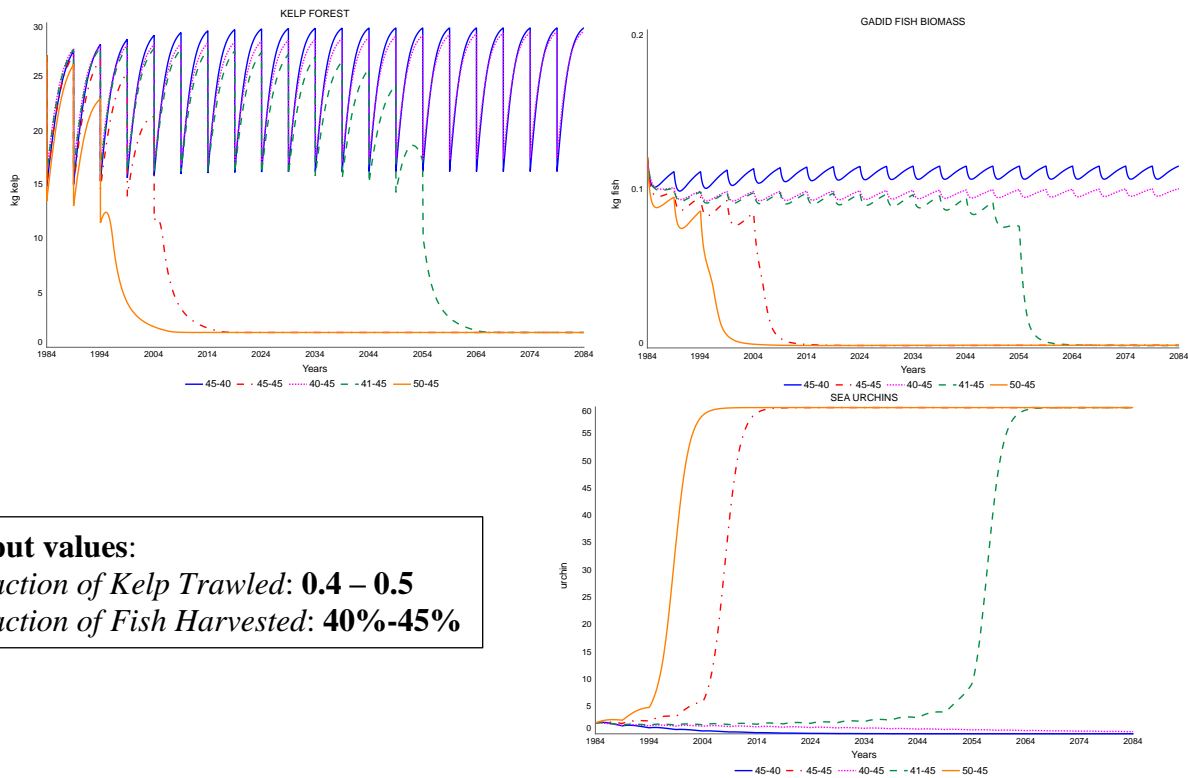 KELP FOREST
30
25
20
15
10
5
0
kg kelp
1984 1994 2004 2014 2024 2034 2044 2054 2064 2074 2084
Years
45-40 45-45 40-45 41-45 50-45
GADID FISH BIOMASS
0.2
0.1
0
kg fish
1984 1994 2004 2014 2024 2034 2044 2054 2064 2074 2084
Years
45-40 45-45 40-45 41-45 50-45
SEA URCHINS
60
55
50
45
40
35
30
25
20
15
10
5
0
urchin
1984 1994 2004 2014 2024 2034 2044 2054 2064 2074 2084
Years
45-40 45-45 40-45 41-45 50-45
put values:
action of Kelp Trawled: 0.4 – 0.5
action of Fish Harvested: 40%-45%